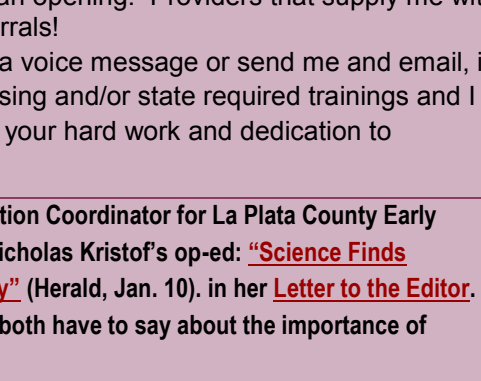 an opening! Providers that supply me wit
errals!
a voice message or send me and email, i
sing and/or state required trainings and I
your hard work and dedication to
tion Coordinator for La Plata County Early
icholas Kristof's op-ed: "Science Finds
y" (Herald, Jan. 10). in her Letter to the Editor.
both have to say about the importance of